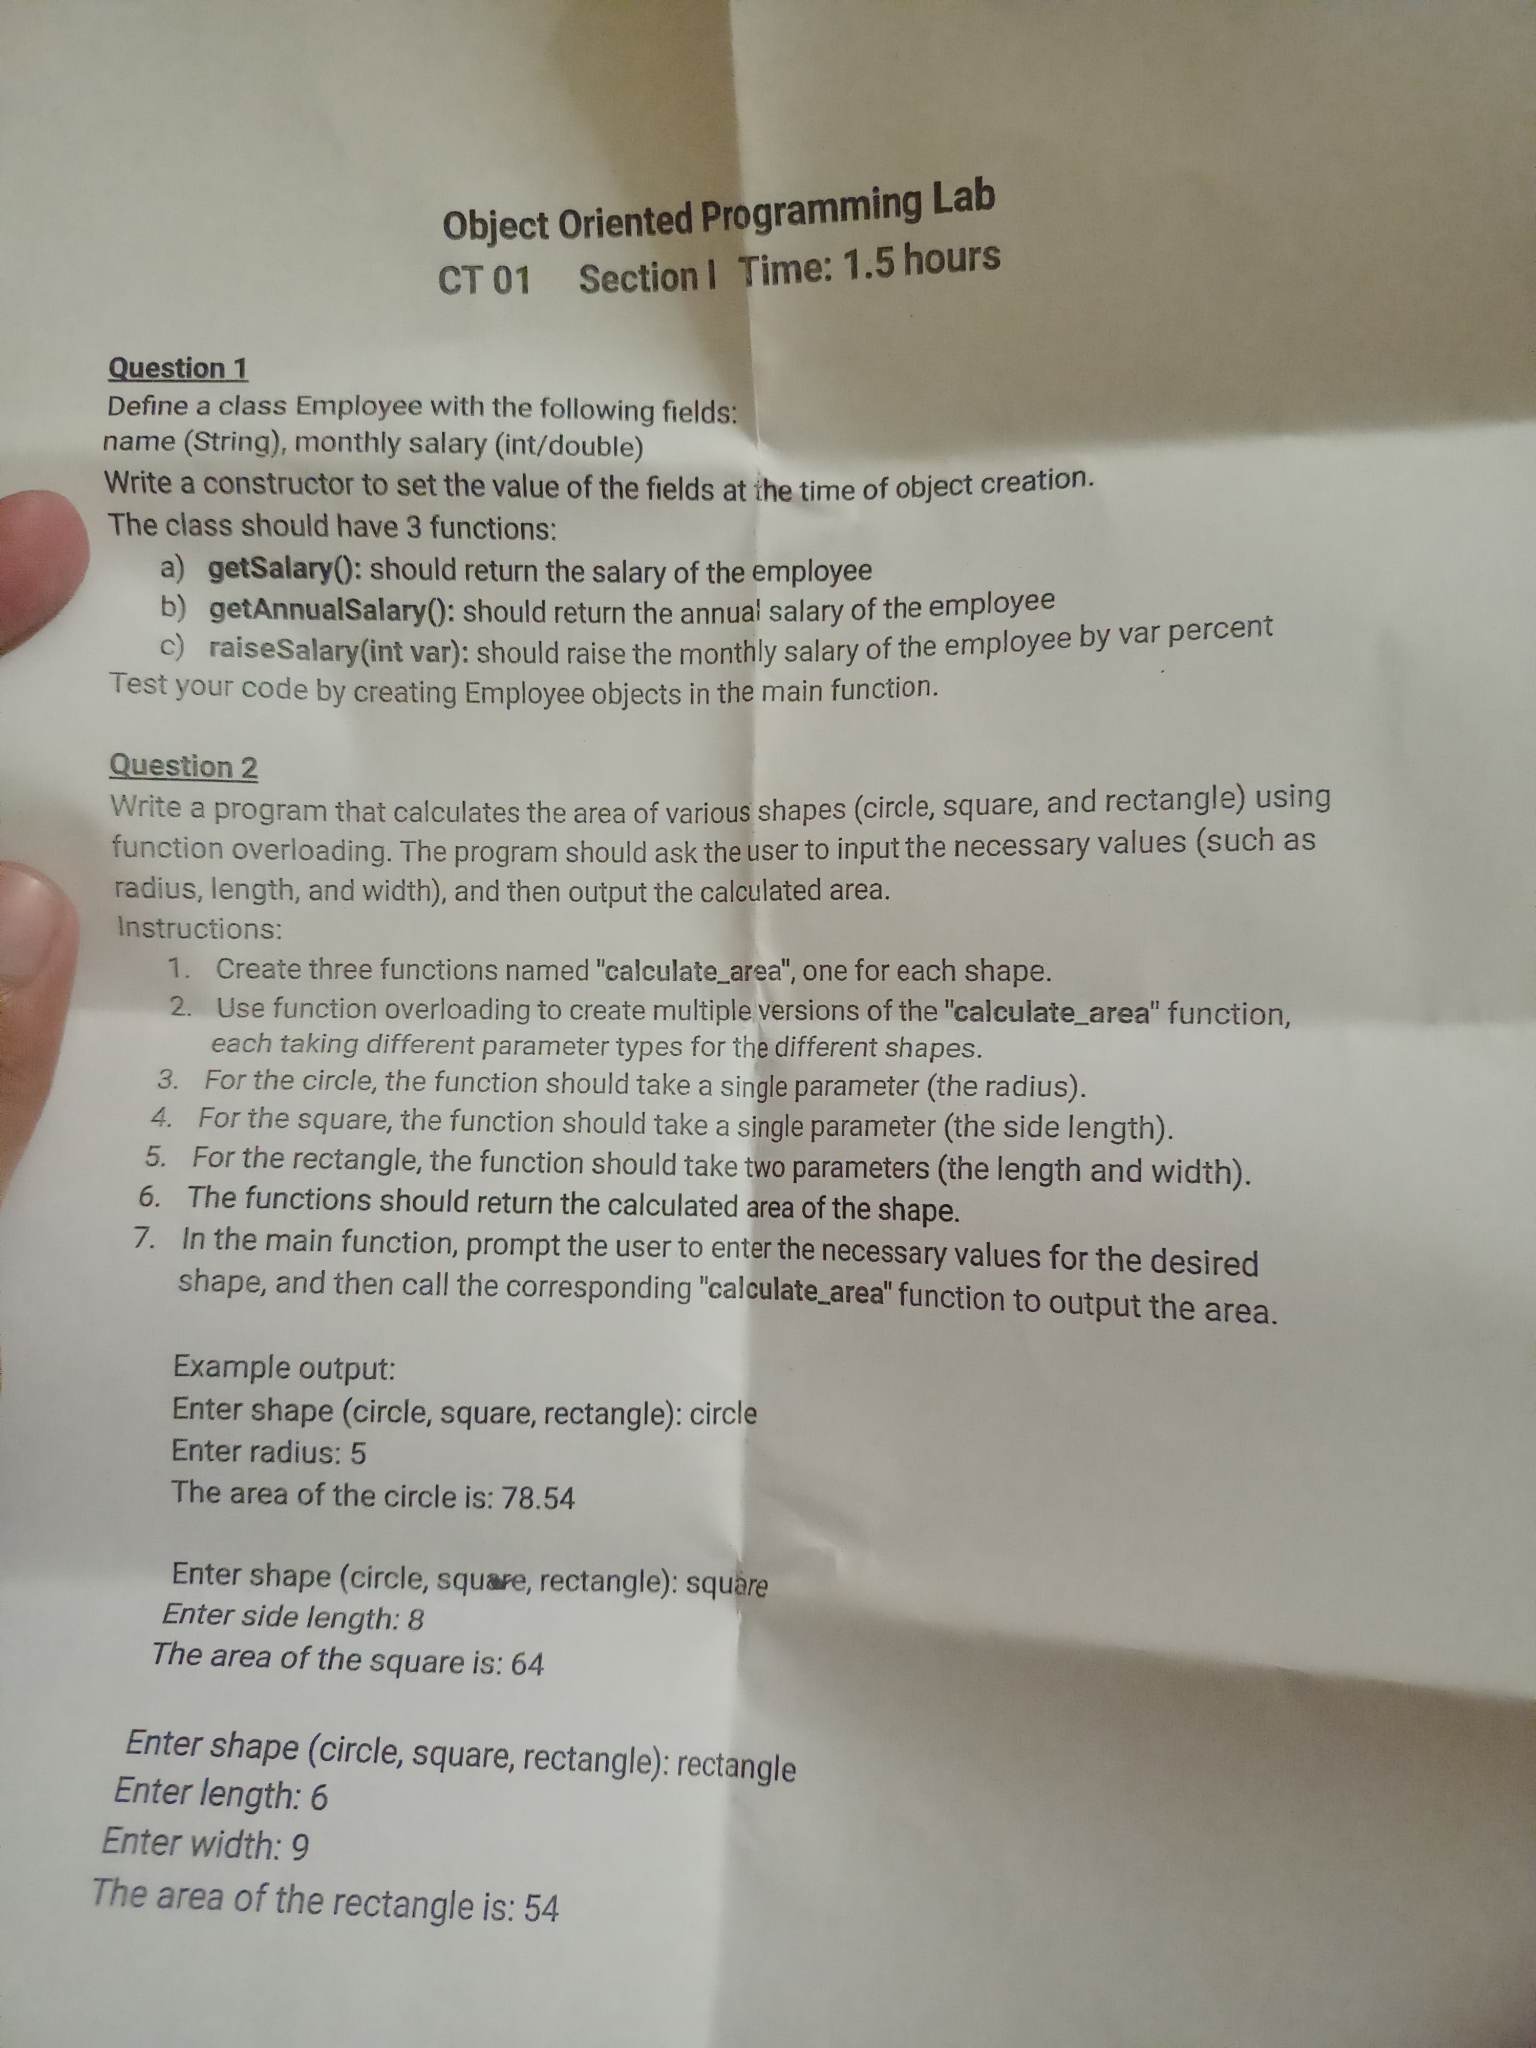 Object Oriented Programming Lab
CT 01 Section I Time: 1.5 hours
Question 1
Define a class Employee with the following fields:
name (String), monthly salary (int/double)
Write a constructor to set the value of the fields at the time of object creation.
The class should have 3 functions:
a) getSalary(): should return the salary of the employee
b) getAnnualSalary(): should return the annual salary of the employee
c) raiseSalary(int var): should raise the monthly salary of the employee by var percent
Test your code by creating Employee objects in the main function.
Question 2
Write a program that calculates the area of various shapes (circle, square, and rectangle) using
function overloading. The program should ask the user to input the necessary values (such as
radius, length, and width), and then output the calculated area.
Instructions:
1. Create three functions named "calculate_area", one for each shape.
2. Use function overloading to create multiple versions of the "calculate_area" function,
each taking different parameter types for the different shapes.
3. For the circle, the function should take a single parameter (the radius).
4. For the square, the function should take a single parameter (the side length).
5. For the rectangle, the function should take two parameters (the length and width).
6. The functions should return the calculated area of the shape.
7. In the main function, prompt the user to enter the necessary values for the desired
shape, and then call the corresponding "calculate_area" function to output the area.
Example output:
Enter shape (circle, square, rectangle): circle
Enter radius: 5
The area of the circle is: 78.54
Enter shape (circle, square, rectangle): square
Enter side length: 8
The area of the square is: 64
Enter shape (circle, square, rectangle): rectangle
Enter length: 6
Enter width: 9
The area of the rectangle is: 54